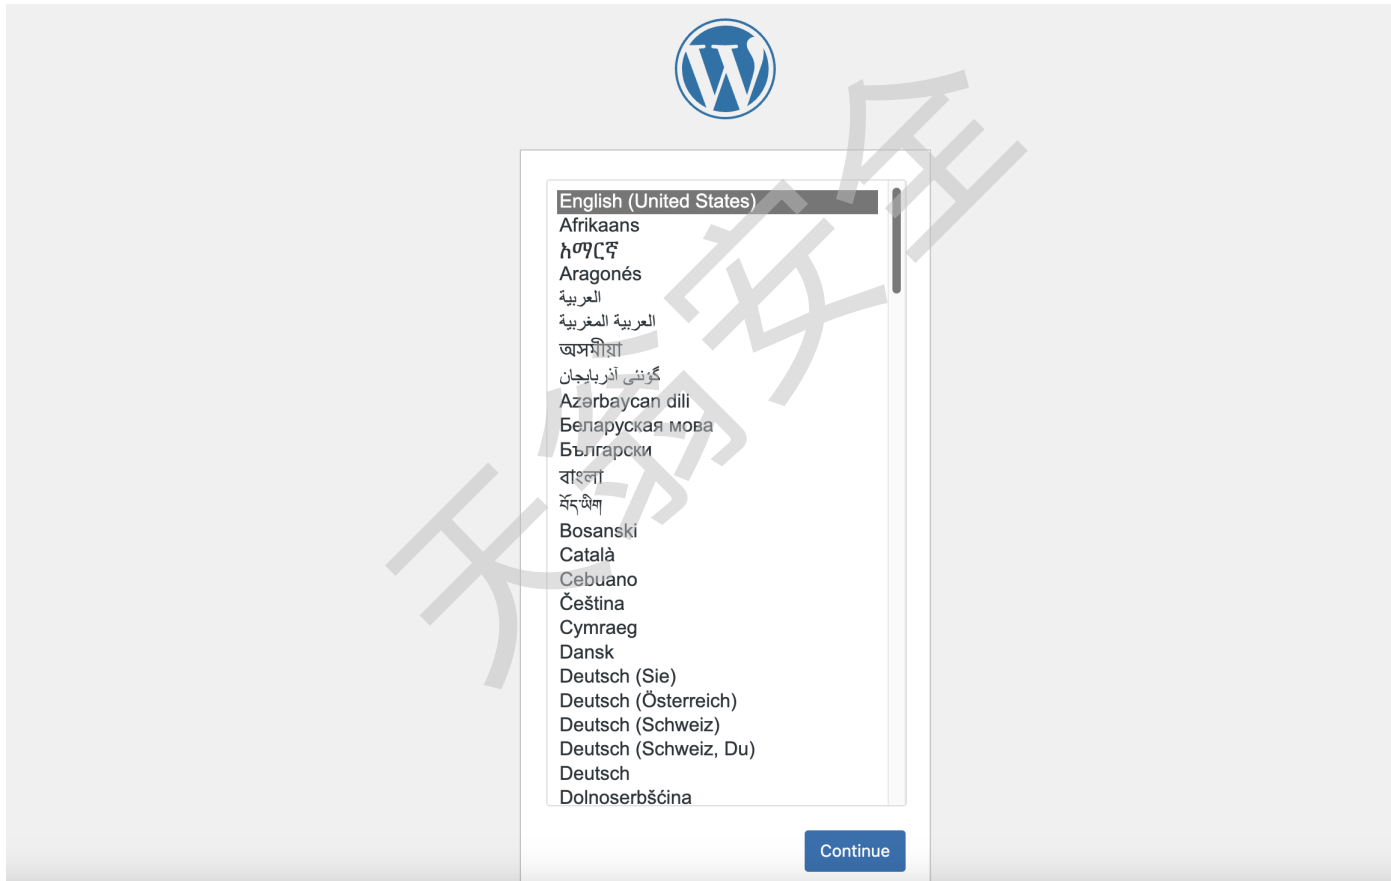 English (United States)
Afrikaans
አማርኛ
Aragonés
العربية
العربية المغربية
অসমীয়া
گؤنئی آذربایجان
Azərbaycan dili
Беларуская мова
Български
বাংলা
བོད་ཡིག
Bosanski
Català
Cebuano
Čeština
Cymraeg
Dansk
Deutsch (Sie)
Deutsch (Österreich)
Deutsch (Schweiz)
Deutsch (Schweiz, Du)
Deutsch
Dolnoserbšćina
Continue
天翁安全